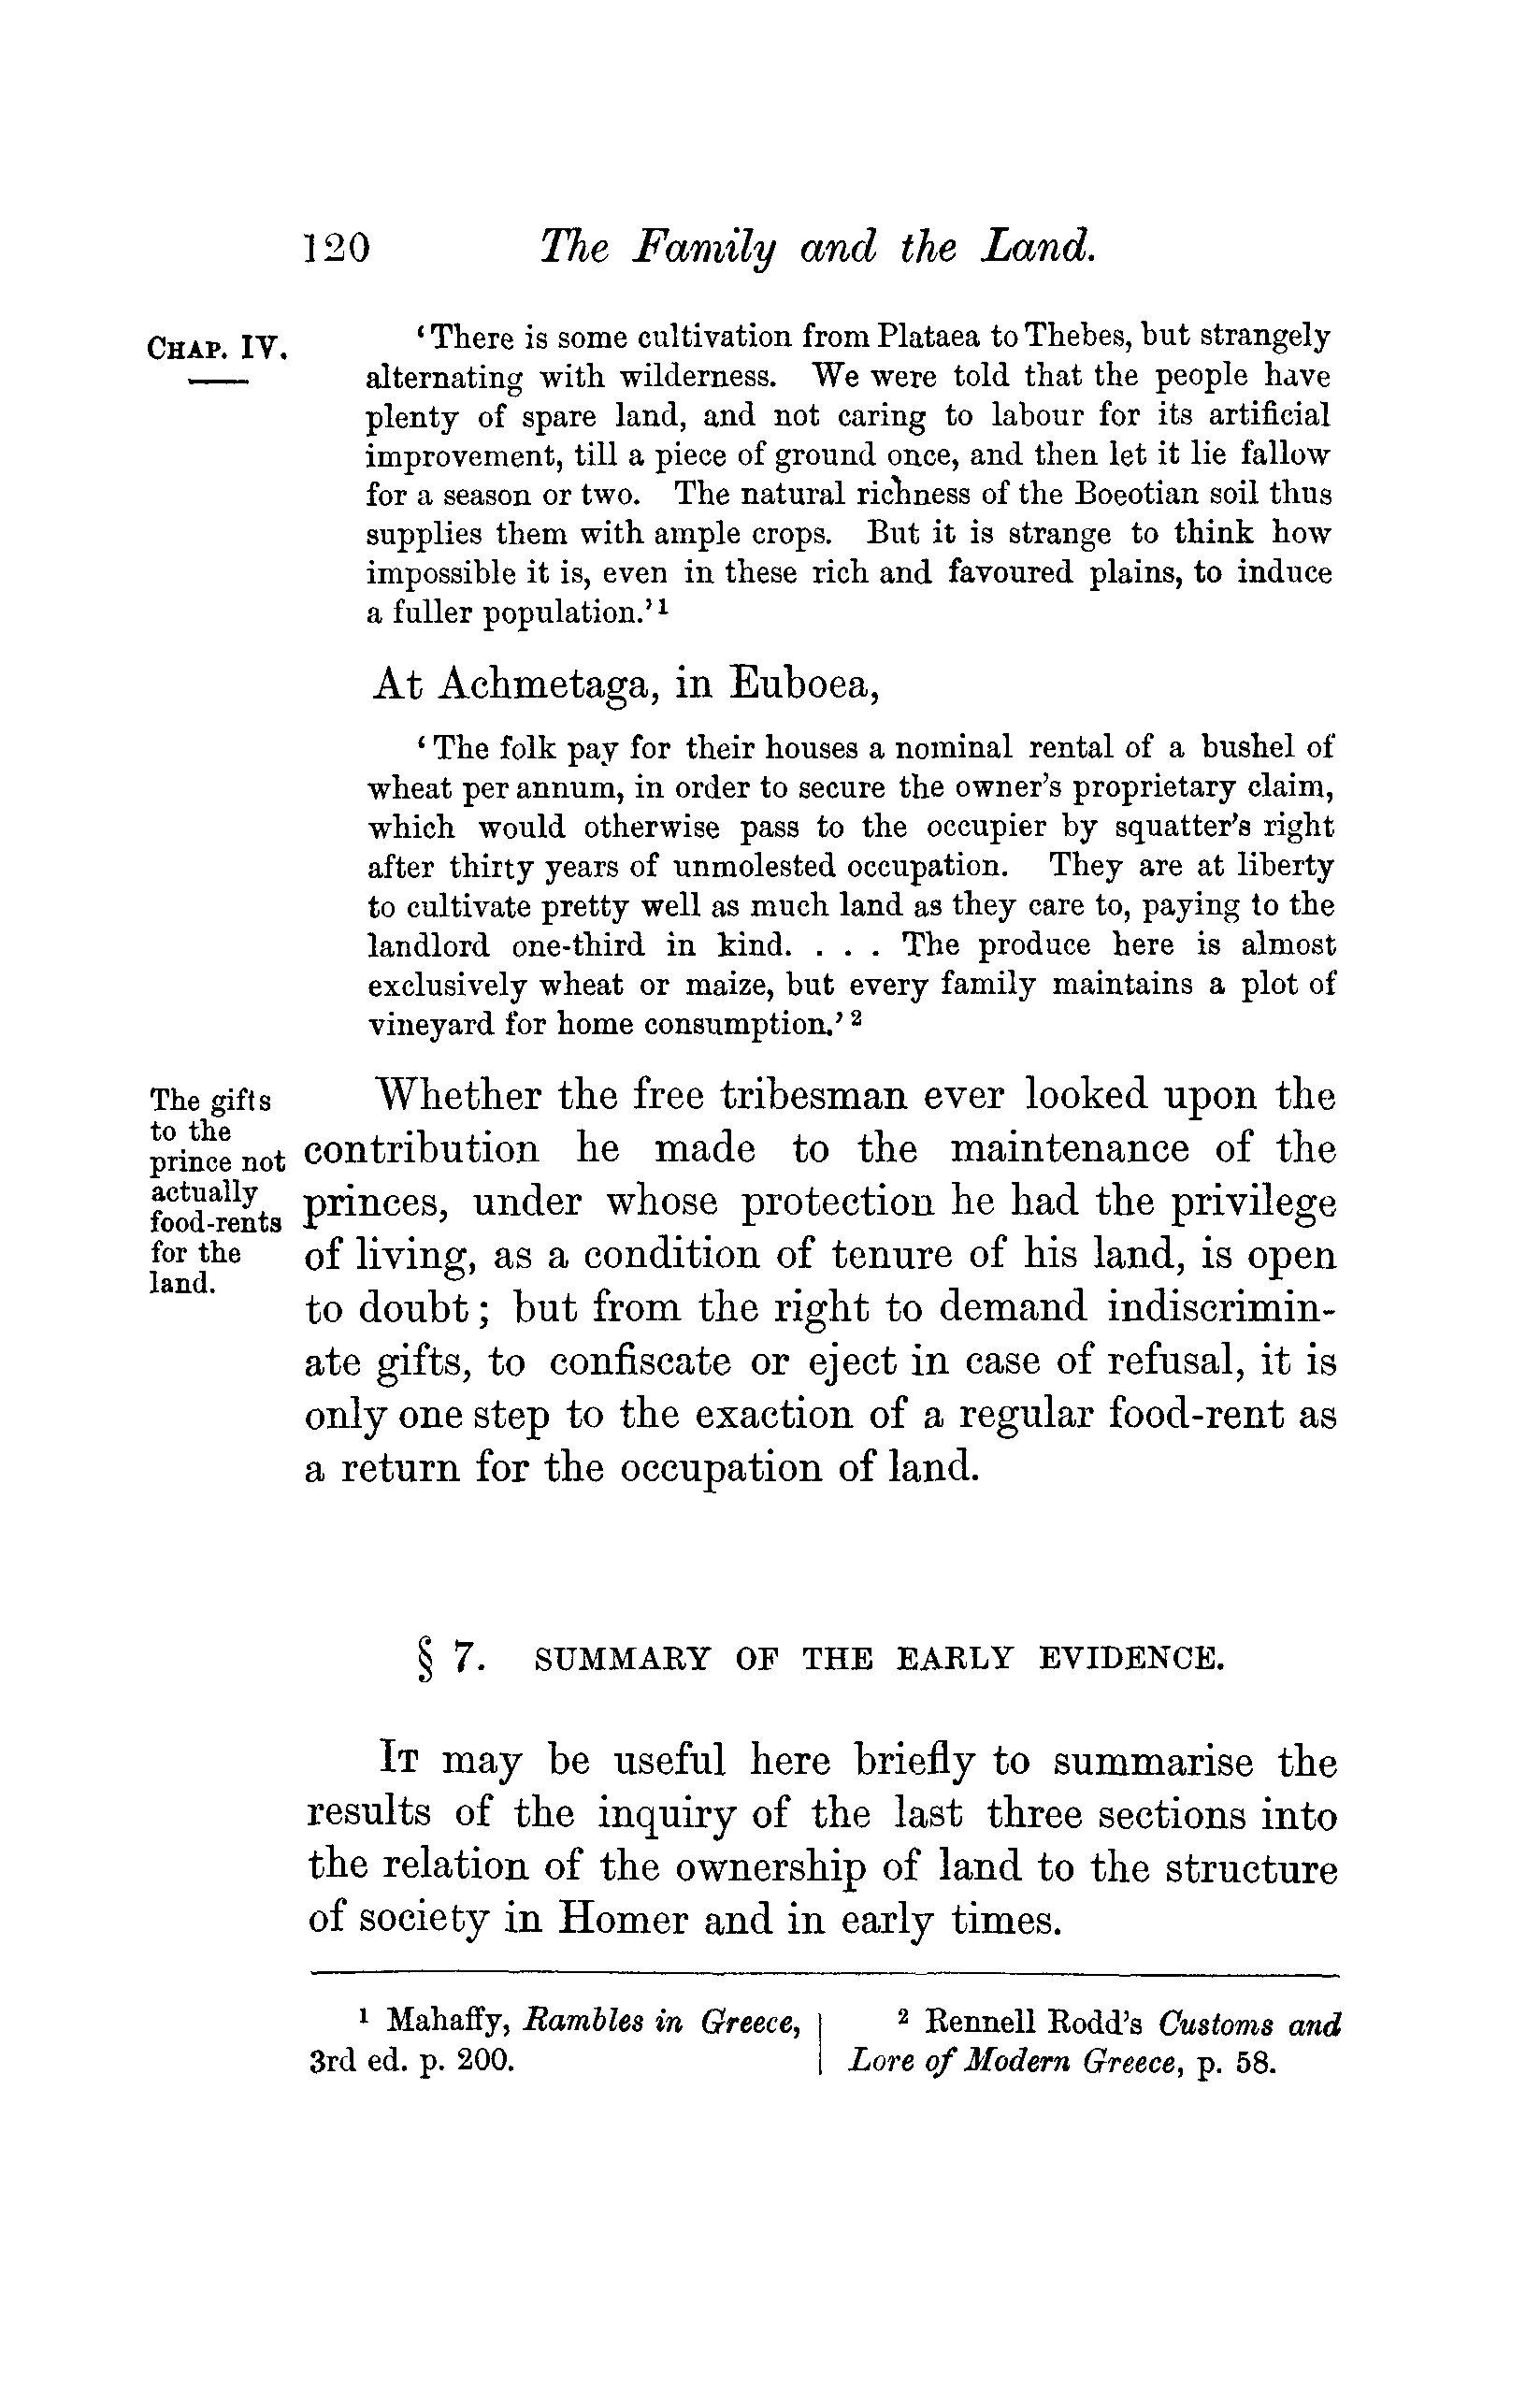 120 The Family and the Land.
CHAP. IV.
‘There is some cultivation from Plataea to Thebes, but strangely
alternating with wilderness. We were told that the people have
plenty of spare land, and not caring to labour for its artificial
improvement, till a piece of ground once, and then let it lie fallow
for a season or two. The natural richness of the Boeotian soil thus
supplies them with ample crops. But it is strange to think how
impossible it is, even in these rich and favoured plains, to induce
a fuller population.’ ¹
At Achmetaga, in Euboea,
‘The folk pay for their houses a nominal rental of a bushel of
wheat per annum, in order to secure the owner’s proprietary claim,
which would otherwise pass to the occupier by squatter’s right
after thirty years of unmolested occupation. They are at liberty
to cultivate pretty well as much land as they care to, paying to the
landlord one-third in kind. . . . The produce here is almost
exclusively wheat or maize, but every family maintains a plot of
vineyard for home consumption.’ ²
The gifts
to the
prince not
actually
food-rents
for the
land.
Whether the free tribesman ever looked upon the
contribution he made to the maintenance of the
princes, under whose protection he had the privilege
of living, as a condition of tenure of his land, is open
to doubt; but from the right to demand indiscrimin-
ate gifts, to confiscate or eject in case of refusal, it is
only one step to the exaction of a regular food-rent as
a return for the occupation of land.
§ 7. SUMMARY OF THE EARLY EVIDENCE.
IT may be useful here briefly to summarise the
results of the inquiry of the last three sections into
the relation of the ownership of land to the structure
of society in Homer and in early times.
¹ Mahaffy, Rambles in Greece,
3rd ed. p. 200.
² Rennell Rodd’s Customs and
Lore of Modern Greece, p. 58.